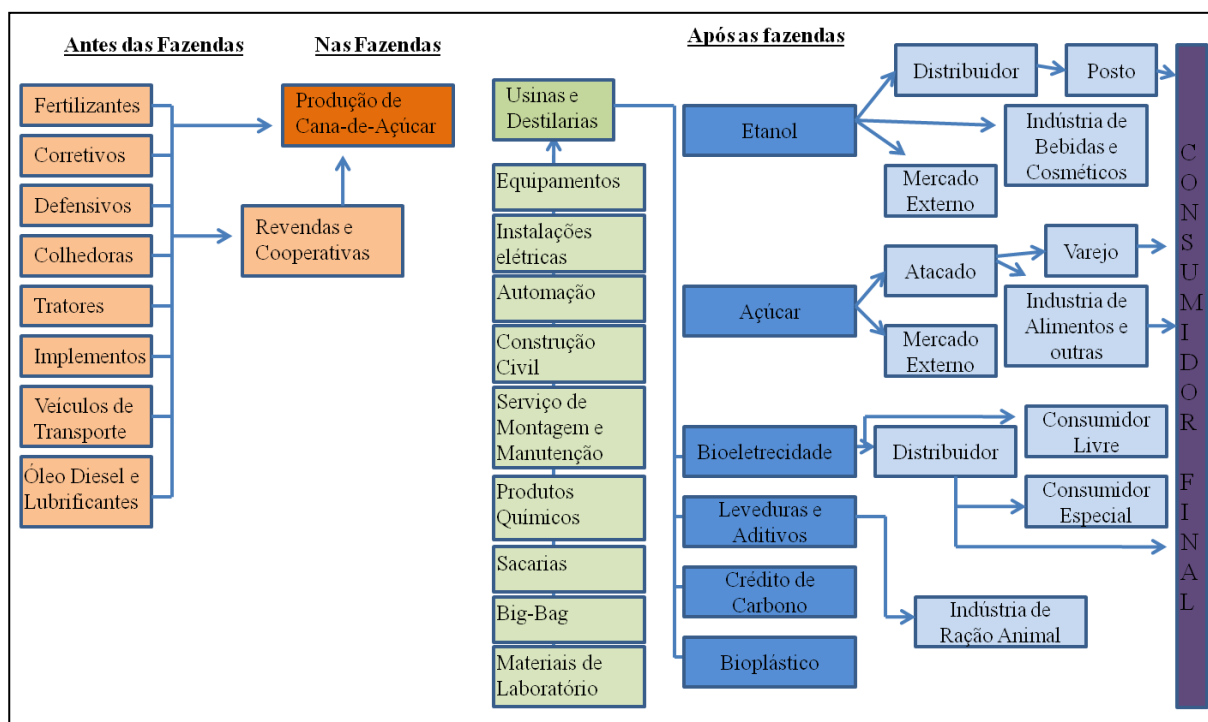 Antes das Fazendas
Nas Fazendas
Após as fazendas
Fertilizantes
Corretivos
Defensivos
Colhedoras
Tratores
Implementos
Veículos de
Transporte
Óleo Diesel e
Lubrificantes
Produção de
Cana-de-Açúcar
Revendas e
Cooperativas
Usinas e
Destilarias
Equipamentos
Instalações
elétricas
Automação
Construção
Civil
Serviço de
Montagem e
Manutenção
Produtos
Químicos
Sacarias
Big-Bag
Materiais de
Laboratório
Etanol
Açúcar
Bioeletrecidade
Leveduras e
Aditivos
Crédito de
Carbono
Bioplástico
Distribuidor
Posto
Indústria de
Bebidas e
Cosméticos
Mercado
Externo
Atacado
Varejo
Industria de
Alimentos e
outras
Mercado
Externo
Distribuidor
Consumidor
Livre
Consumidor
Especial
Indústria de
Ração Animal
CONSUMIDOR FINAL